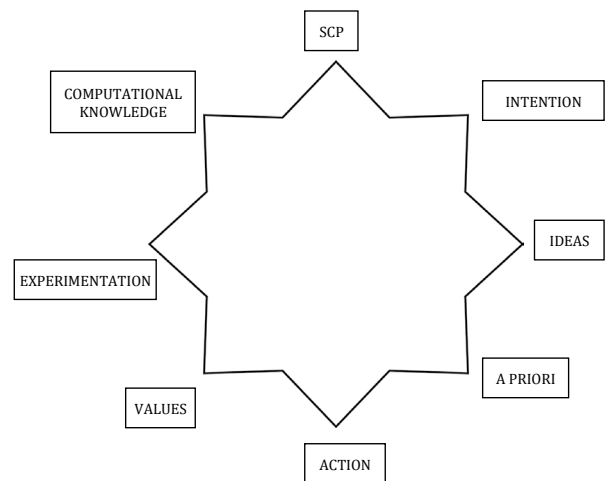 SCP
COMPUTATIONAL
KNOWLEDGE
INTENTION
IDEAS
EXPERIMENTATION
A PRIORI
VALUES
ACTION